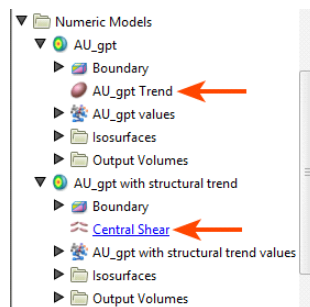 Numeric Models
AU_gpt
Boundary
AU_gpt Trend
AU_gpt values
Isosurfaces
Output Volumes
AU_gpt with structural trend
Boundary
Central Shear
AU_gpt with structural trend values
Isosurfaces
Output Volumes